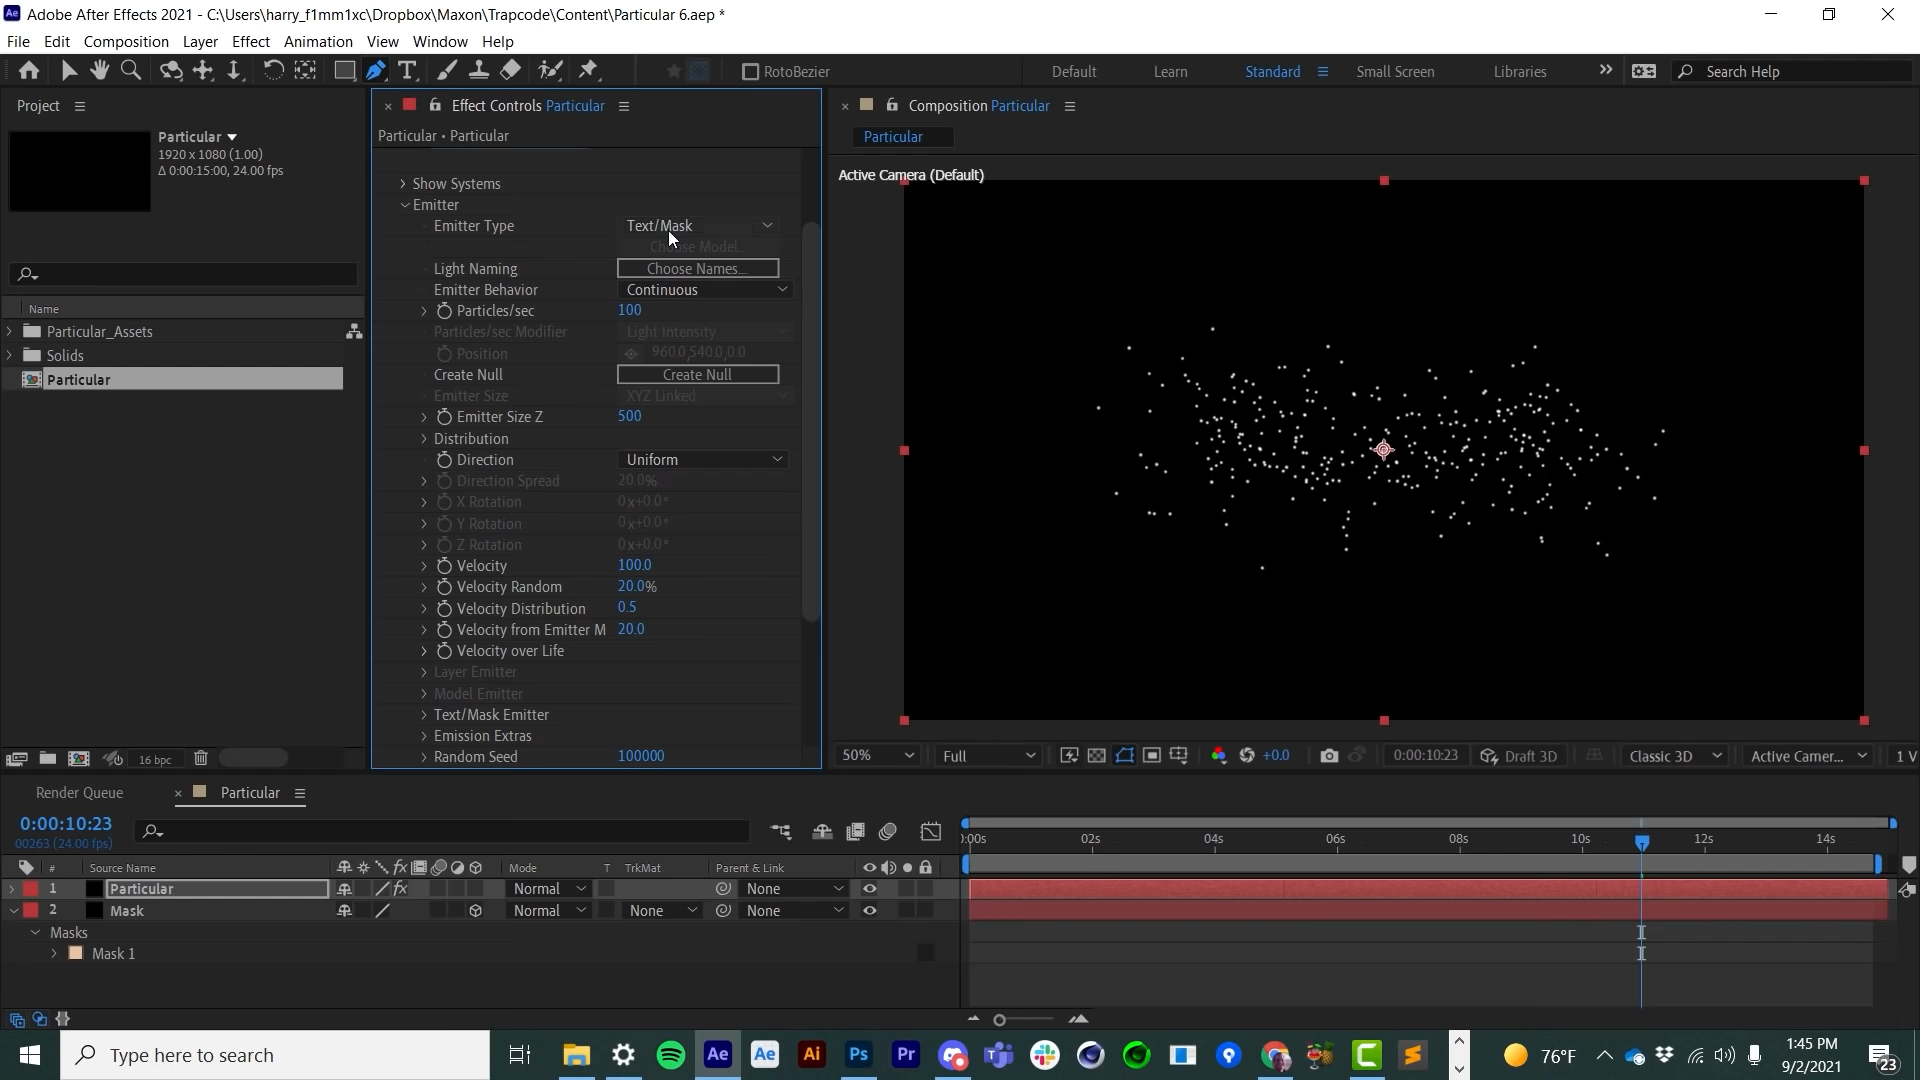 Adobe After Effects 2021 - C:\Users\harry_f1mm1xc\Dropbox\Maxon\Trapcode\Content\Particular 6.aep *
File Edit Composition Layer Effect Animation View Window Help
RotoBezier Default Learn Standard Small Screen Libraries Search Help
Project
Particular
1920 x 1080 (1.00)
Δ 0:00:15:00, 24.00 fps
Name
Particular_Assets
Solids
Particular
16 bpc
Effect Controls Particular
Particular • Particular
Show Systems
Emitter
Emitter Type Text/Mask
Choose Model...
Light Naming Choose Names...
Emitter Behavior Continuous
Particles/sec 100
Particles/sec Modifier Light Intensity
Position 960.0,540.0,0.0
Create Null Create Null
Emitter Size XYZ Linked
Emitter Size Z 500
Distribution
Direction Uniform
Direction Spread 20.0%
X Rotation 0x+0.0°
Y Rotation 0x+0.0°
Z Rotation 0x+0.0°
Velocity 100.0
Velocity Random 20.0%
Velocity Distribution 0.5
Velocity from Emitter M 20.0
Velocity over Life
Layer Emitter
Model Emitter
Text/Mask Emitter
Emission Extras
Random Seed 100000
Composition Particular
Particular
Active Camera (Default)
50% Full +0.0 0:00:10:23 Draft 3D Classic 3D Active Camer... 1 V
Render Queue Particular
0:00:10:23
00263 (24.00 fps)
:00s 02s 04s 06s 08s 10s 12s 14s
# Source Name Mode T TrkMat Parent & Link
1 Particular Normal None
2 Mask Normal None None
Masks
Mask 1
Type here to search
76°F
1:45 PM
9/2/2021
23